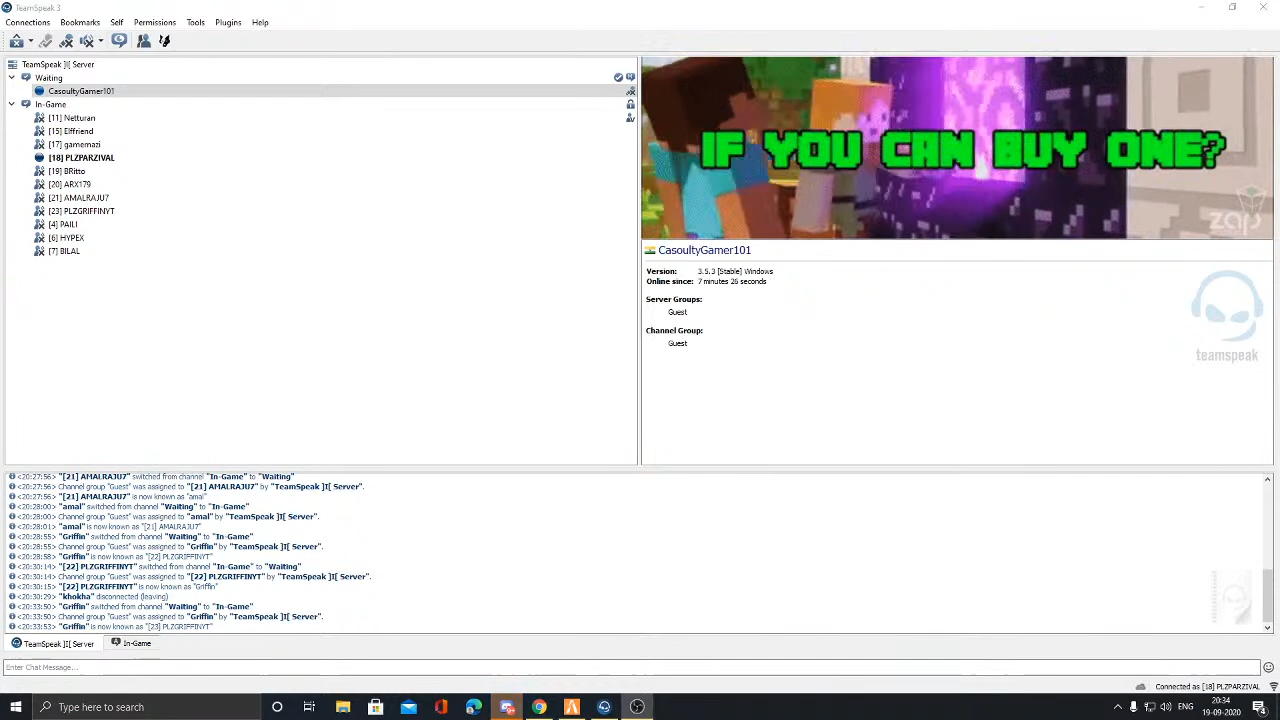 TeamSpeak 3
Connections Bookmarks Self Permissions Tools Plugins Help
TeamSpeak ]I[ Server
Waiting
CasoultyGamer101
In-Game
[11] Netturan
[15] Elffriend
[17] gamemazi
[18] PLZPARZIVAL
[19] BRitto
[20] ARX179
[21] AMALRAJU7
[23] PLZGRIFFINYT
[4] PAILI
[6] HYPEX
[7] BILAL
IF YOU CAN BUY ONE?
zap
CasoultyGamer101
Version: 3.5.3 [Stable] Windows
Online since: 7 minutes 26 seconds
Server Groups:
Guest
Channel Group:
Guest
teamspeak
<20:27:56> "[21] AMALRAJU7" switched from channel "In-Game" to "Waiting"
<20:27:56> Channel group "Guest" was assigned to "[21] AMALRAJU7" by "TeamSpeak ]I[ Server".
<20:27:56> "[21] AMALRAJU7" is now known as "amal"
<20:28:00> "amal" switched from channel "Waiting" to "In-Game"
<20:28:00> Channel group "Guest" was assigned to "amal" by "TeamSpeak ]I[ Server".
<20:28:01> "amal" is now known as "[21] AMALRAJU7"
<20:28:55> "Griffin" switched from channel "Waiting" to "In-Game"
<20:28:55> Channel group "Guest" was assigned to "Griffin" by "TeamSpeak ]I[ Server".
<20:28:58> "Griffin" is now known as "[22] PLZGRIFFINYT"
<20:30:14> "[22] PLZGRIFFINYT" switched from channel "In-Game" to "Waiting"
<20:30:14> Channel group "Guest" was assigned to "[22] PLZGRIFFINYT" by "TeamSpeak ]I[ Server".
<20:30:15> "[22] PLZGRIFFINYT" is now known as "Griffin"
<20:30:29> "khokha" disconnected (leaving)
<20:33:50> "Griffin" switched from channel "Waiting" to "In-Game"
<20:33:50> Channel group "Guest" was assigned to "Griffin" by "TeamSpeak ]I[ Server".
<20:33:53> "Griffin" is now known as "[23] PLZGRIFFINYT"
TeamSpeak ]I[ Server In-Game
Enter Chat Message...
Connected as [18] PLZPARZIVAL
Type here to search
ENG
20:34
19-09-2020